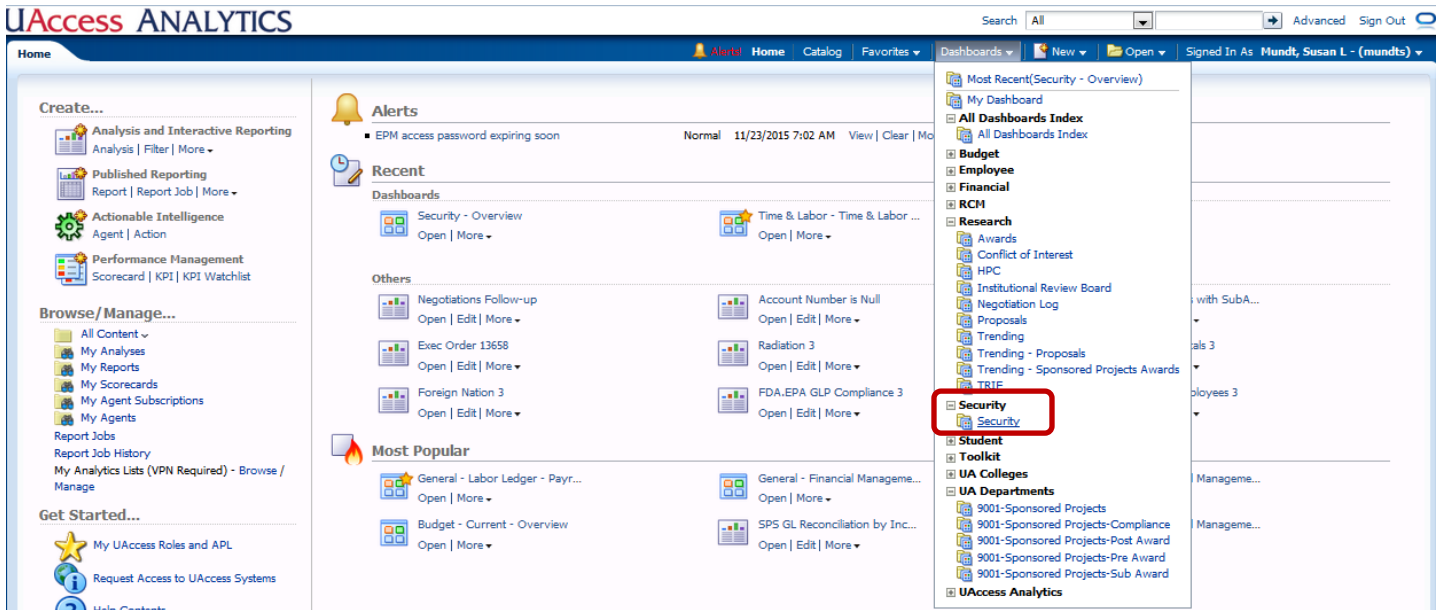 UAccess ANALYTICS
Search All Advanced Sign Out
Home
Alerts! Home Catalog Favorites Dashboards New Open Signed In As Mundt, Susan L - (mundts)
Create...
Analysis and Interactive Reporting
Analysis | Filter | More
Published Reporting
Report | Report Job | More
Actionable Intelligence
Agent | Action
Performance Management
Scorecard | KPI | KPI Watchlist
Browse/Manage...
All Content
My Analyses
My Reports
My Scorecards
My Agent Subscriptions
My Agents
Report Jobs
Report Job History
My Analytics Lists (VPN Required) - Browse /
Manage
Get Started...
My UAccess Roles and APL
Request Access to UAccess Systems
Help Contents
Alerts
EPM access password expiring soon Normal 11/23/2015 7:02 AM View | Clear | Mo
Recent
Dashboards
Security - Overview
Open | More
Time & Labor - Time & Labor ...
Open | More
Others
Negotiations Follow-up
Open | Edit | More
Account Number is Null
Open | Edit | More
with SubA...
Exec Order 13658
Open | Edit | More
Radiation 3
Open | Edit | More
als 3
Foreign Nation 3
Open | Edit | More
FDA.EPA GLP Compliance 3
Open | Edit | More
ployees 3
Most Popular
General - Labor Ledger - Payr...
Open | More
General - Financial Manageme...
Open | More
l Manageme...
Budget - Current - Overview
Open | More
SPS GL Reconciliation by Inc...
Open | Edit | More
l Manageme...
Most Recent(Security - Overview)
My Dashboard
All Dashboards Index
All Dashboards Index
Budget
Employee
Financial
RCM
Research
Awards
Conflict of Interest
HPC
Institutional Review Board
Negotiation Log
Proposals
Trending
Trending - Proposals
Trending - Sponsored Projects Awards
TRIF
Security
Security
Student
Toolkit
UA Colleges
UA Departments
9001-Sponsored Projects
9001-Sponsored Projects-Compliance
9001-Sponsored Projects-Post Award
9001-Sponsored Projects-Pre Award
9001-Sponsored Projects-Sub Award
UAccess Analytics